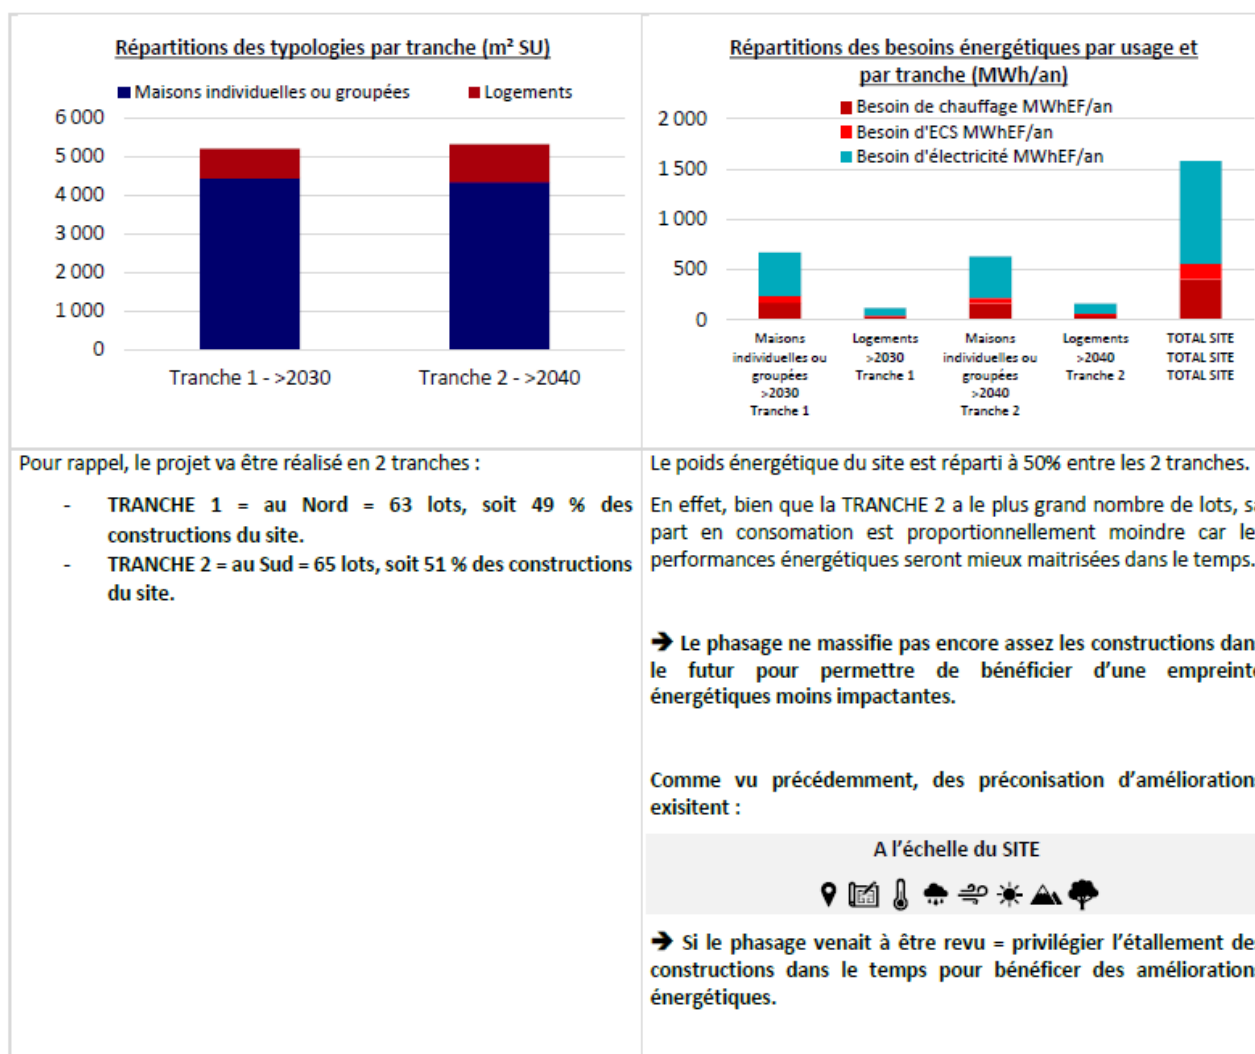 Répartitions des typologies par tranche (m² SU)
Maisons individuelles ou groupées
Logements
6 000
5 000
4 000
3 000
2 000
1 000
0
Tranche 1 - >2030
Tranche 2 - >2040
Répartitions des besoins énergétiques par usage et
par tranche (MWh/an)
Besoin de chauffage MWhEF/an
Besoin d'ECS MWhEF/an
Besoin d'électricité MWhEF/an
2 000
1 500
1 000
500
0
Maisons
individuelles ou
groupées
>2030
Tranche 1
Logements
>2030
Tranche 1
Maisons
individuelles ou
groupées
>2040
Tranche 2
Logements
>2040
Tranche 2
TOTAL SITE
TOTAL SITE
TOTAL SITE
Pour rappel, le projet va être réalisé en 2 tranches :
- TRANCHE 1 = au Nord = 63 lots, soit 49 % des
constructions du site.
- TRANCHE 2 = au Sud = 65 lots, soit 51 % des constructions
du site.
Le poids énergétique du site est réparti à 50% entre les 2 tranches.
En effet, bien que la TRANCHE 2 a le plus grand nombre de lots, sa
part en consomation est proportionnellement moindre car le
performances énergétiques seront mieux maitrisées dans le temps.
➔ Le phasage ne massifie pas encore assez les constructions dan
le futur pour permettre de bénéficier d'une empreinte
énergétiques moins impactantes.
Comme vu précédemment, des préconisation d'amélioration
exisitent :
A l'échelle du SITE
➔ Si le phasage venait à être revu = privilégier l'étallement de
constructions dans le temps pour bénéficer des amélioration
énergétiques.